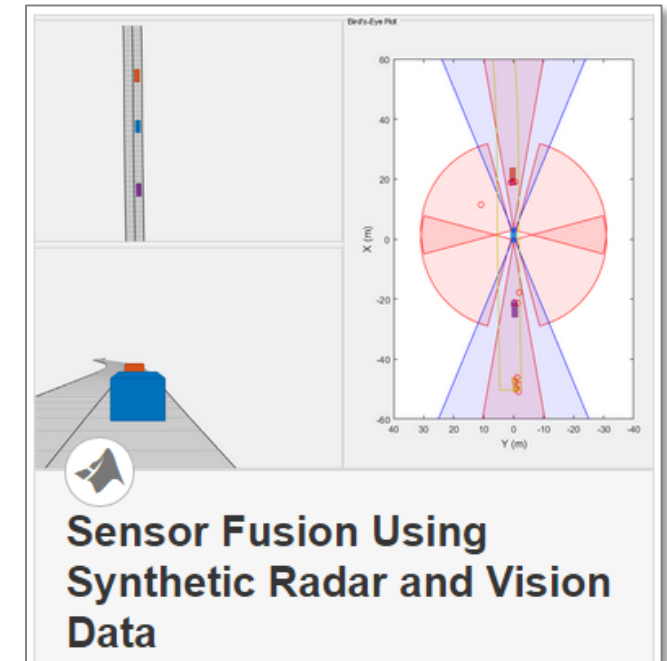 Bird's-Eye Plot
60
40
20
0
-20
-40
-60
X (m)
40 30 20 10 0 -10 -20 -30 -40
Y (m)
Sensor Fusion Using
Synthetic Radar and Vision
Data